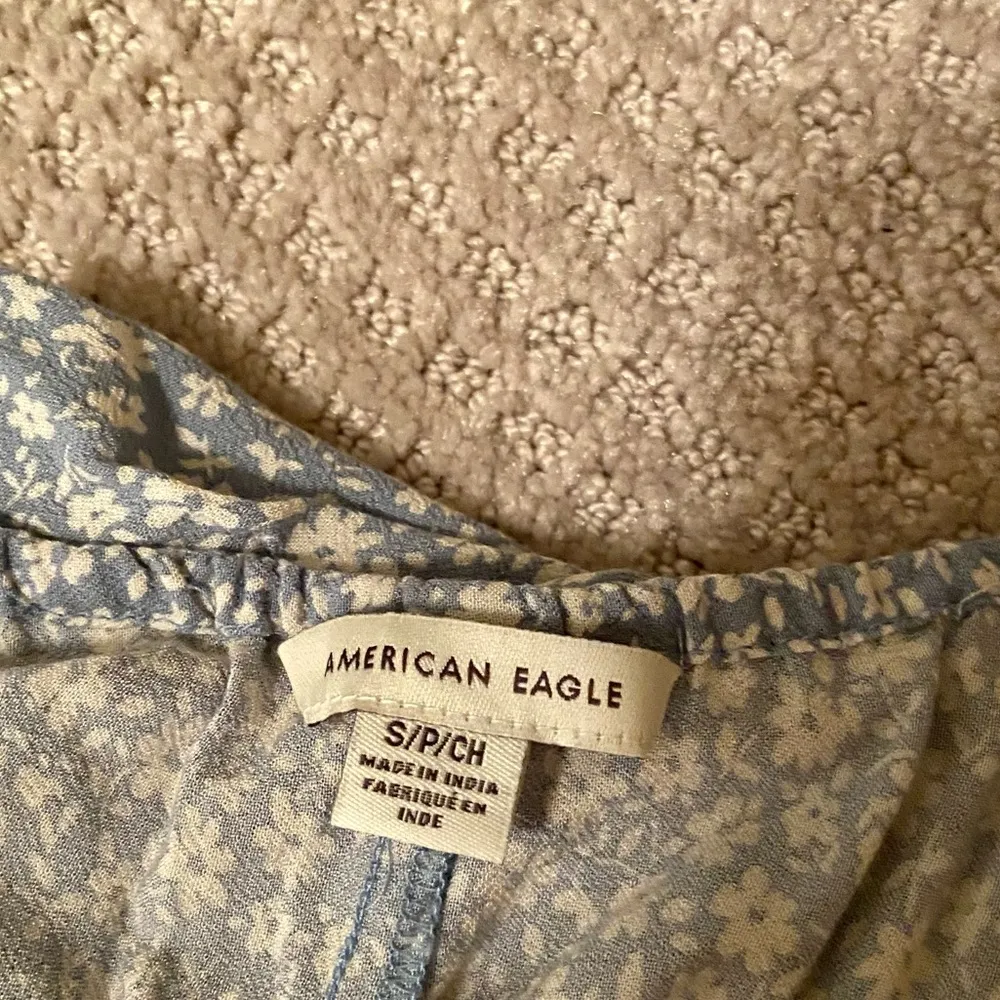 AMERICAN EAGLE
S/P/CH
MADE IN INDIA
FABRIQUÉ EN
INDE